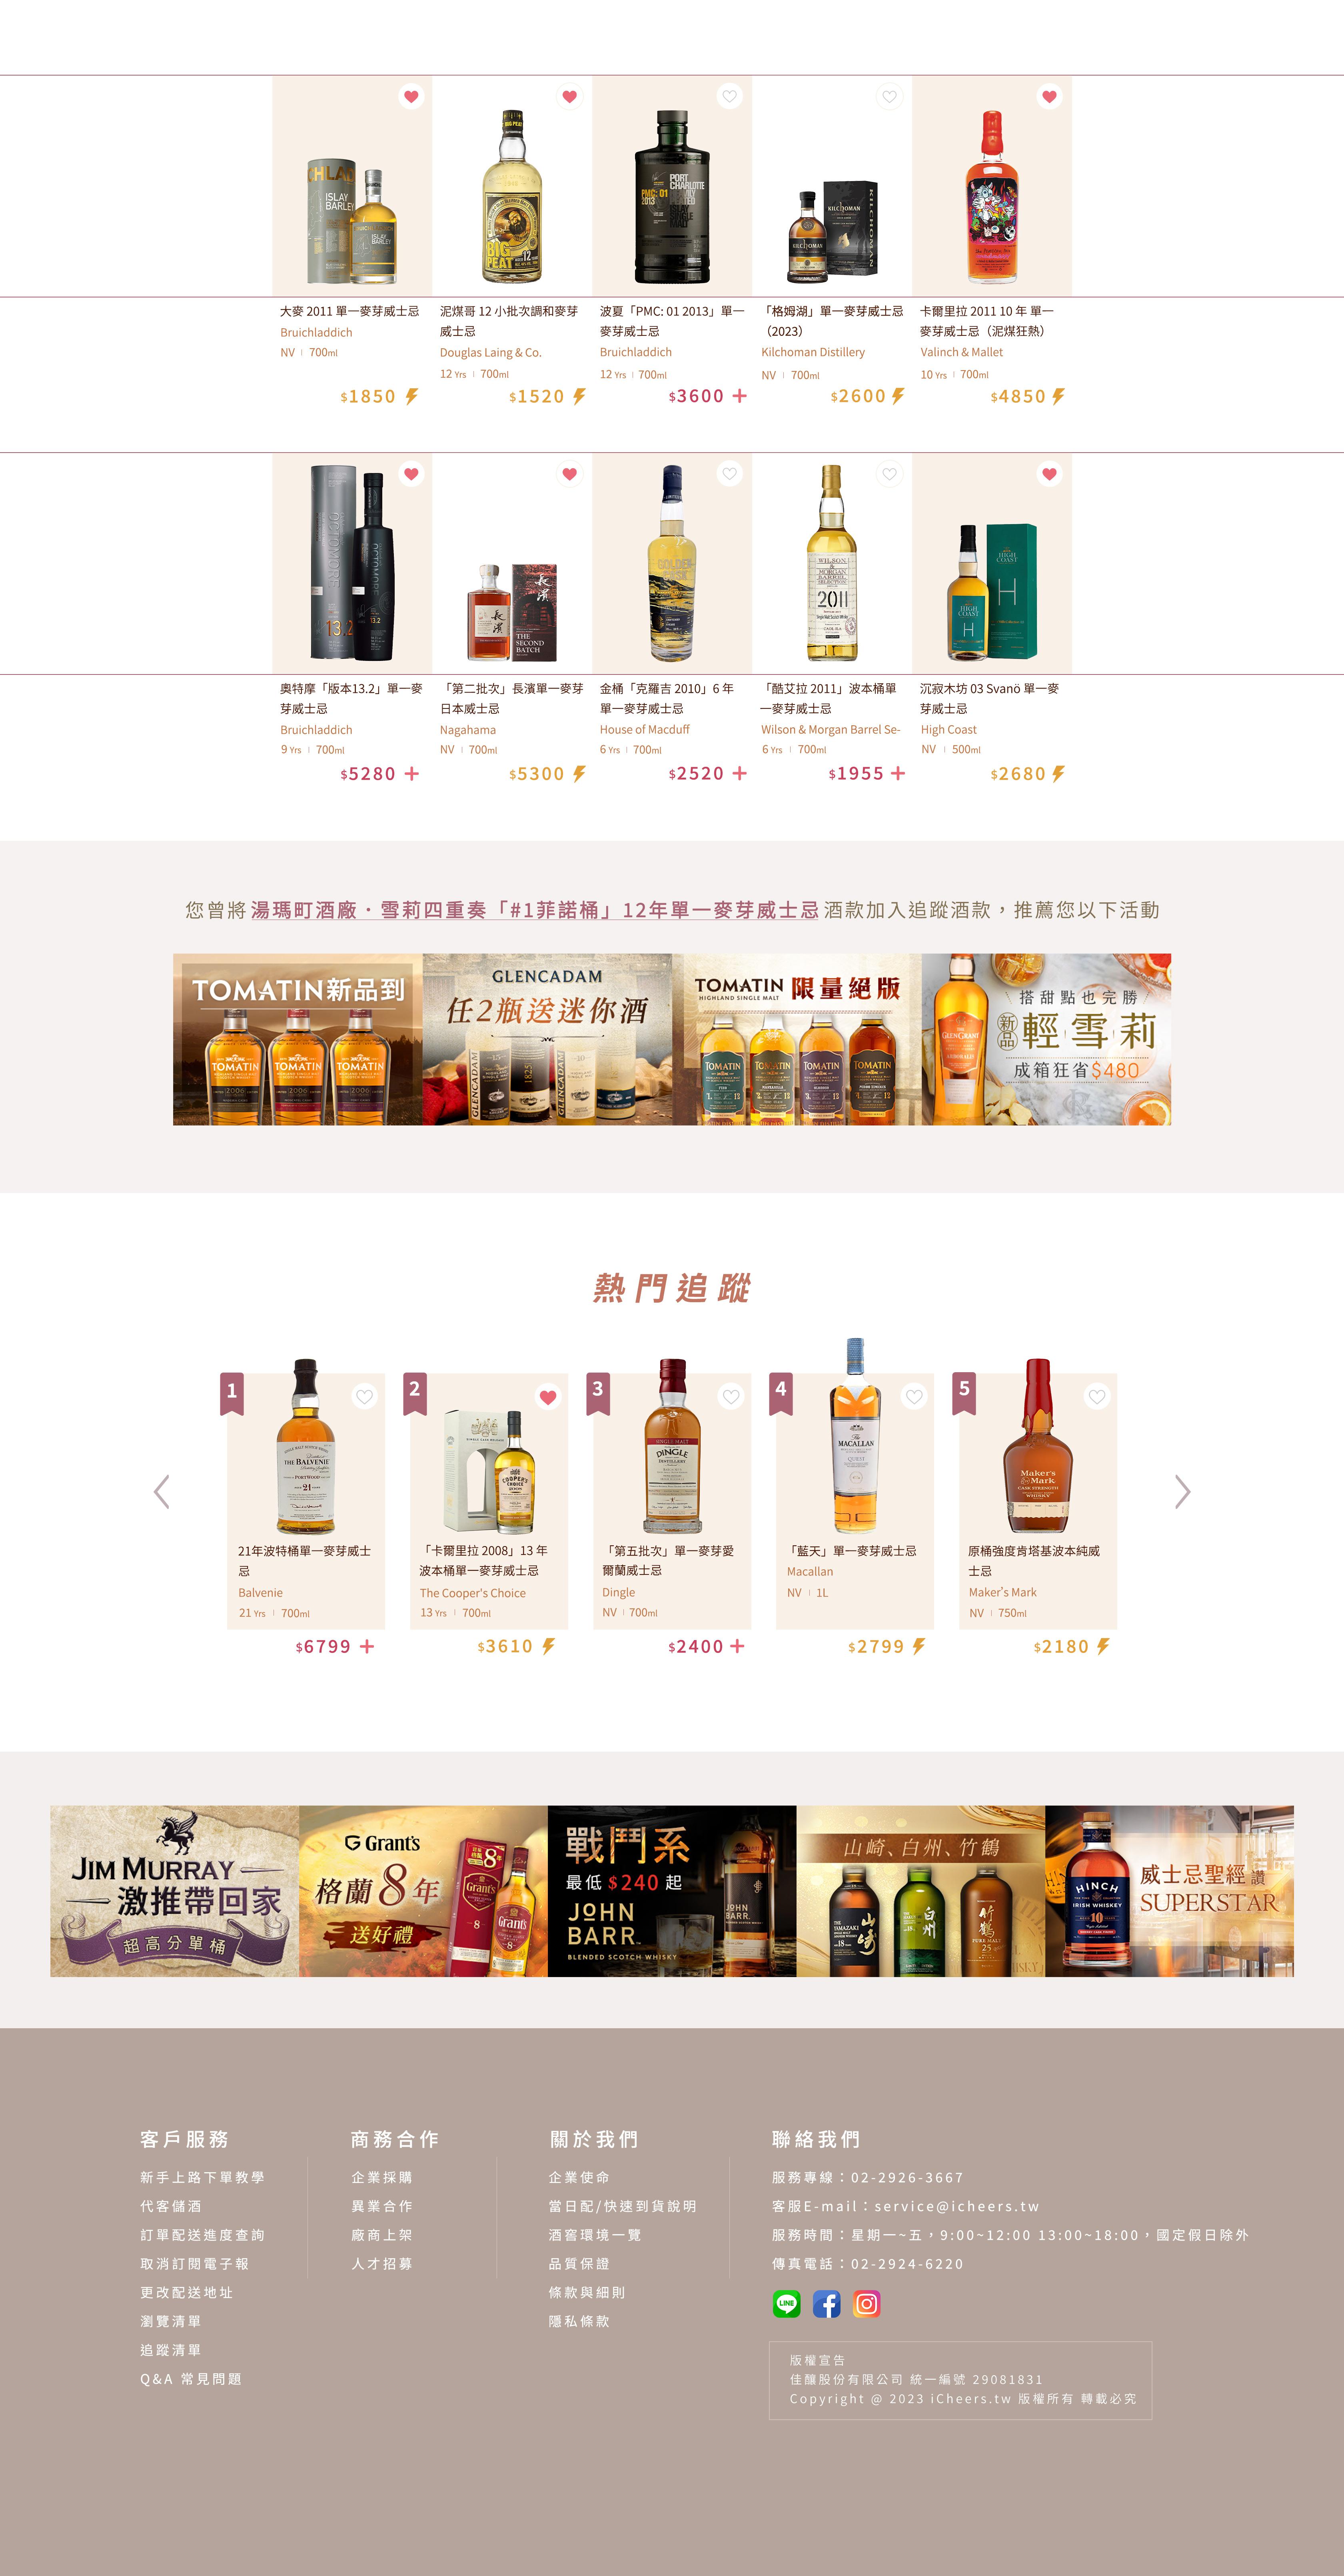 大麥 2011 單一麥芽威士忌
Bruichladdich
NV | 700ml
$1850
泥煤哥 12 小批次調和麥芽
威士忌
Douglas Laing & Co.
12 Yrs | 700ml
$1520
波夏「PMC: 01 2013」單一
麥芽威士忌
Bruichladdich
12 Yrs | 700ml
$3600
「格姆湖」單一麥芽威士忌
（2023）
Kilchoman Distillery
NV | 700ml
$2600
卡爾里拉 2011 10 年 單一
麥芽威士忌（泥煤狂熱）
Valinch & Mallet
10 Yrs | 700ml
$4850
奧特摩「版本13.2」單一麥
芽威士忌
Bruichladdich
9 Yrs | 700ml
$5280
「第二批次」長濱單一麥芽
日本威士忌
Nagahama
NV | 700ml
$5300
金桶「克羅吉 2010」6 年
單一麥芽威士忌
House of Macduff
6 Yrs | 700ml
$2520
「酷艾拉 2011」波本桶單
一麥芽威士忌
Wilson & Morgan Barrel Se-
6 Yrs | 700ml
$1955
沉寂木坊 03 Svanö 單一麥
芽威士忌
High Coast
NV | 500ml
$2680
您曾將 湯瑪町酒廠．雪莉四重奏「#1菲諾桶」12年單一麥芽威士忌 酒款加入追蹤酒款，推薦您以下活動
TOMATIN新品到
GLENCADAM
任2瓶送迷你酒
TOMATIN 限量絕版
HIGHLAND SINGLE MALT
搭甜點也完勝
新品 輕雪莉
成箱狂省$480
熱門追蹤
1
21年波特桶單一麥芽威士
忌
Balvenie
21 Yrs | 700ml
$6799
2
「卡爾里拉 2008」13 年
波本桶單一麥芽威士忌
The Cooper's Choice
13 Yrs | 700ml
$3610
3
「第五批次」單一麥芽愛
爾蘭威士忌
Dingle
NV | 700ml
$2400
4
「藍天」單一麥芽威士忌
Macallan
NV | 1L
$2799
5
原桶強度肯塔基波本純威
士忌
Maker's Mark
NV | 750ml
$2180
JIM MURRAY
激推帶回家
超高分單桶
Grant's
格蘭8年
送好禮
戰鬥系
最低 $240 起
JOHN
BARR
BLENDED SCOTCH WHISKY
山崎、白州、竹鶴
威士忌聖經 讚
SUPERSTAR
客戶服務
新手上路下單教學
代客儲酒
訂單配送進度查詢
取消訂閱電子報
更改配送地址
瀏覽清單
追蹤清單
Q&A 常見問題
商務合作
企業採購
異業合作
廠商上架
人才招募
關於我們
企業使命
當日配/快速到貨說明
酒窖環境一覽
品質保證
條款與細則
隱私條款
聯絡我們
服務專線：02-2926-3667
客服E-mail：service@icheers.tw
服務時間：星期一~五，9:00~12:00 13:00~18:00，國定假日除外
傳真電話：02-2924-6220
LINE
版權宣告
佳釀股份有限公司 統一編號 29081831
Copyright @ 2023 iCheers.tw 版權所有 轉載必究